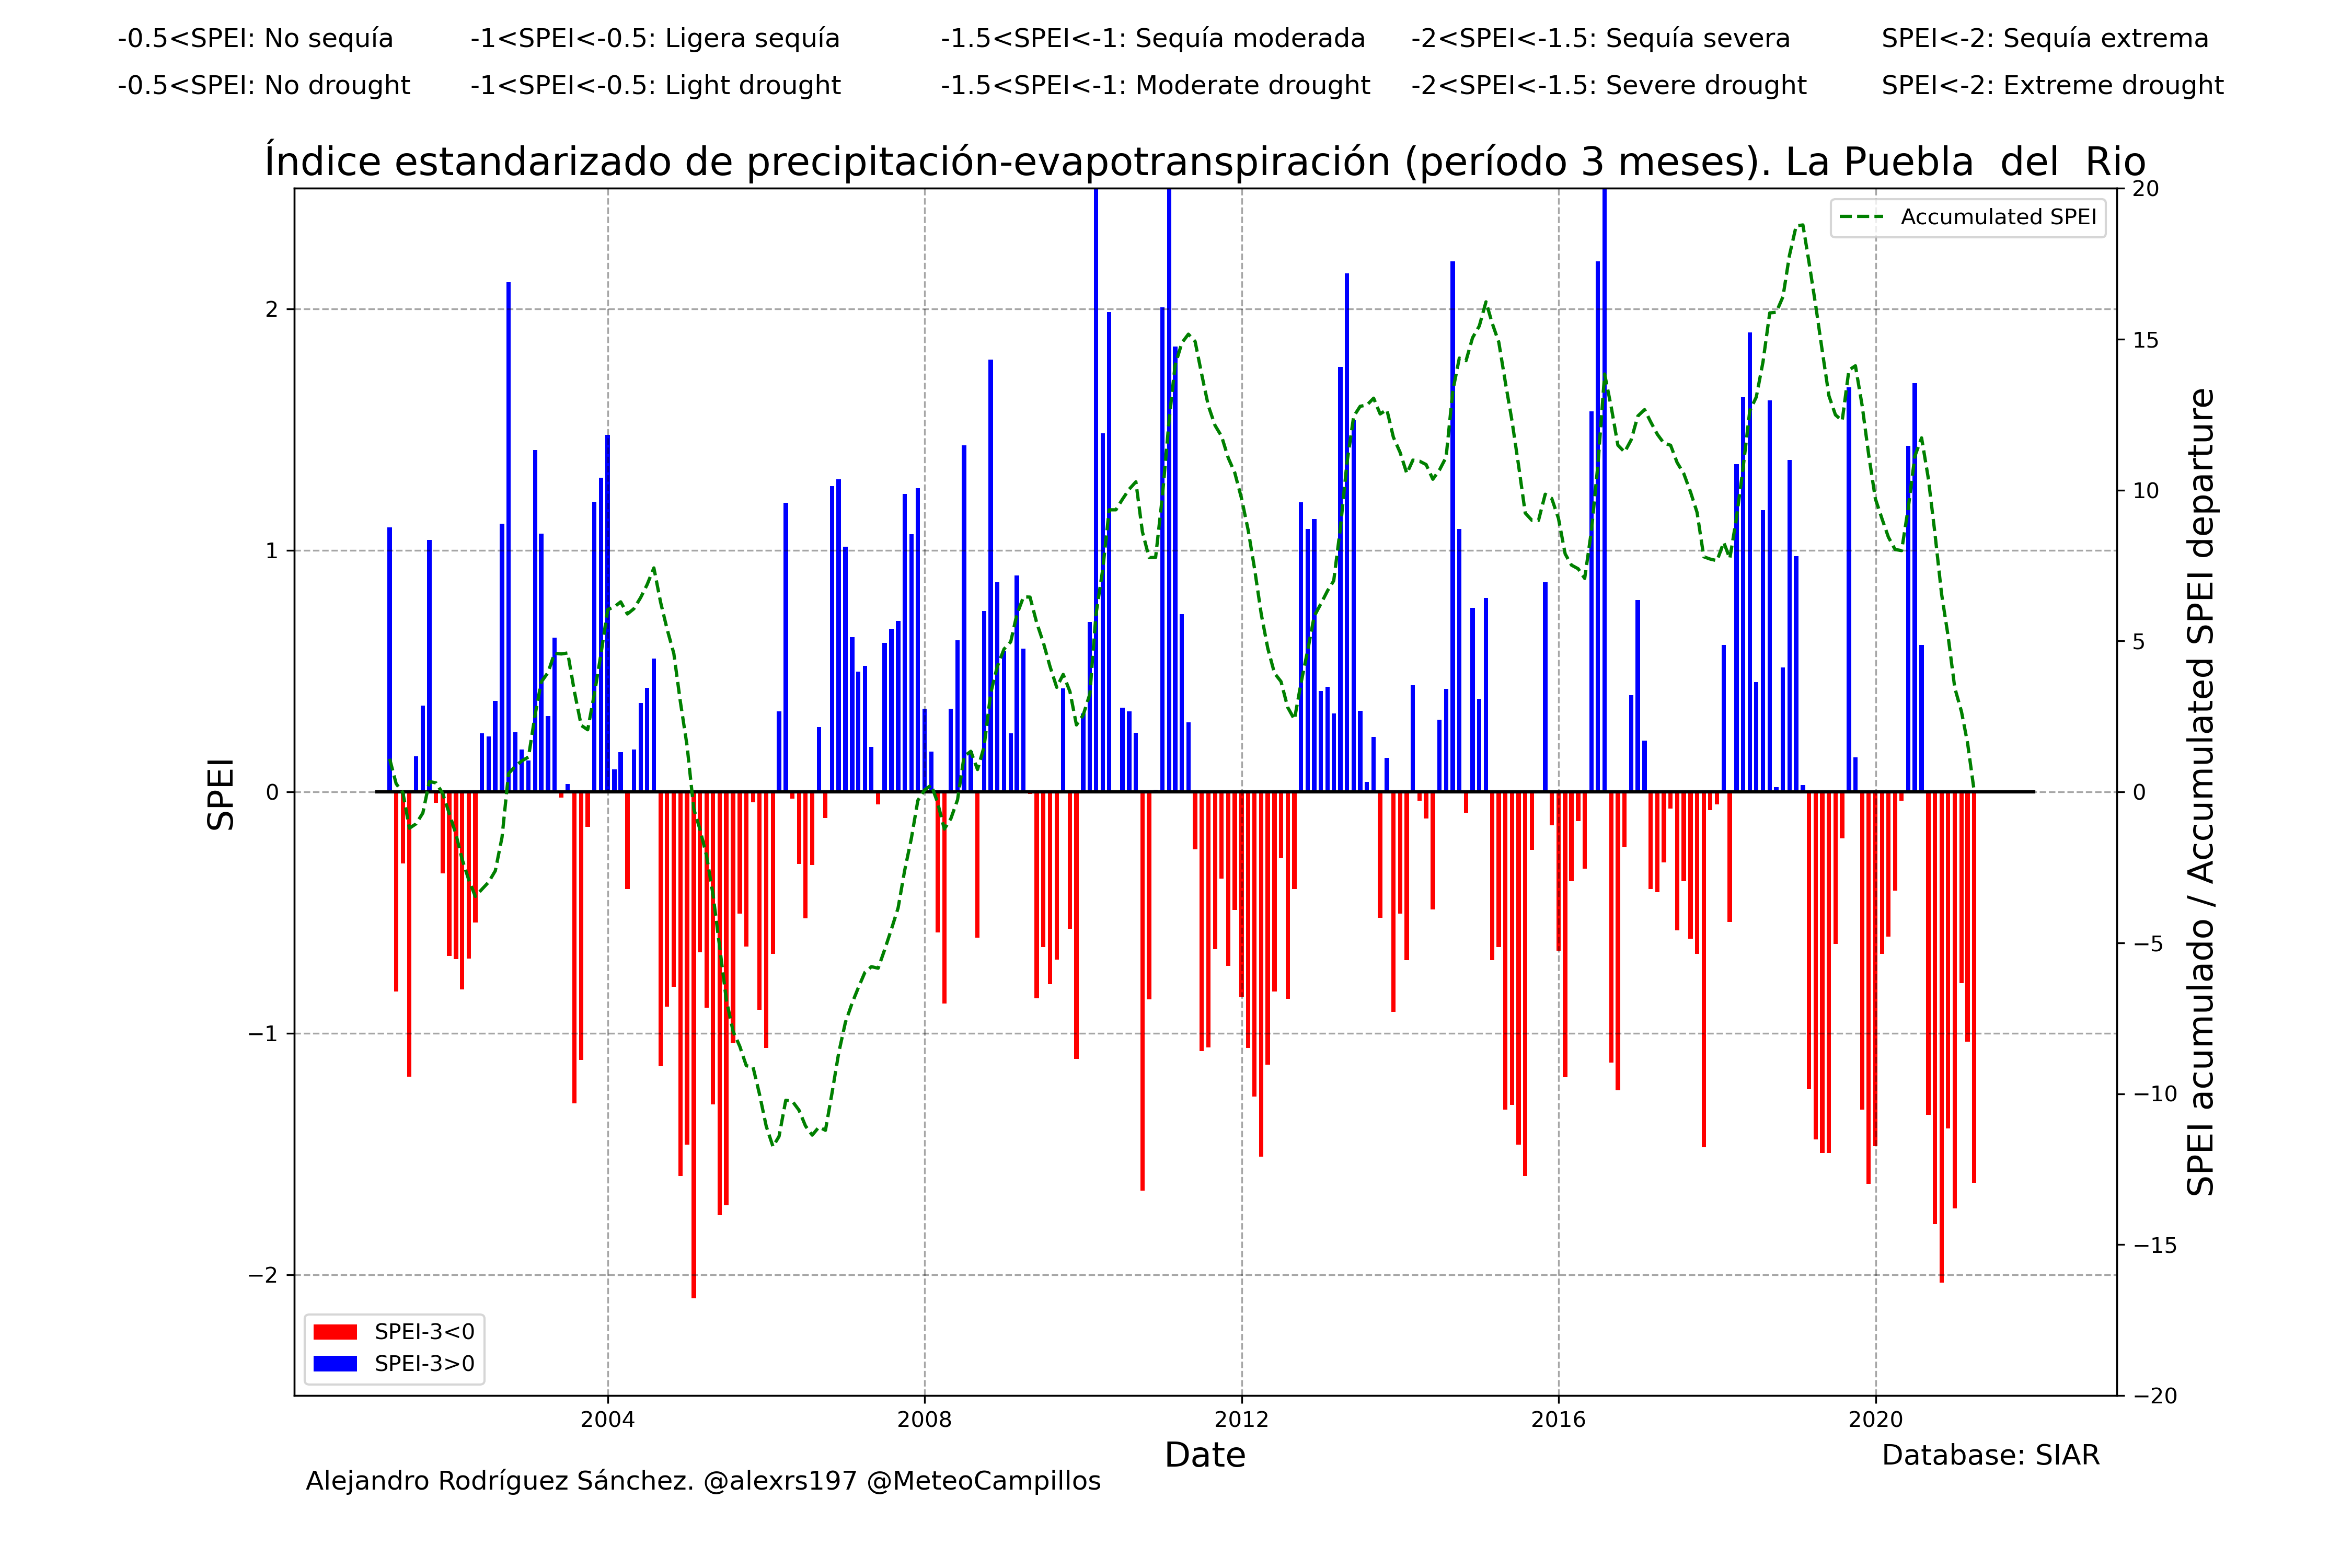 -0.5<SPEI: No sequía -1<SPEI<-0.5: Ligera sequía -1.5<SPEI<-1: Sequía moderada -2<SPEI<-1.5: Sequía severa SPEI<-2: Sequía extrema
-0.5<SPEI: No drought -1<SPEI<-0.5: Light drought -1.5<SPEI<-1: Moderate drought -2<SPEI<-1.5: Severe drought SPEI<-2: Extreme drought
Índice estandarizado de precipitación-evapotranspiración (período 3 meses). La Puebla  del  Rio
Accumulated SPEI
SPEI
2
1
0
−1
−2
20
15
10
5
0
−5
−10
−15
−20
SPEI acumulado / Accumulated SPEI departure
SPEI-3<0
SPEI-3>0
2004 2008 2012 2016 2020
Date
Database: SIAR
Alejandro Rodríguez Sánchez. @alexrs197 @MeteoCampillos